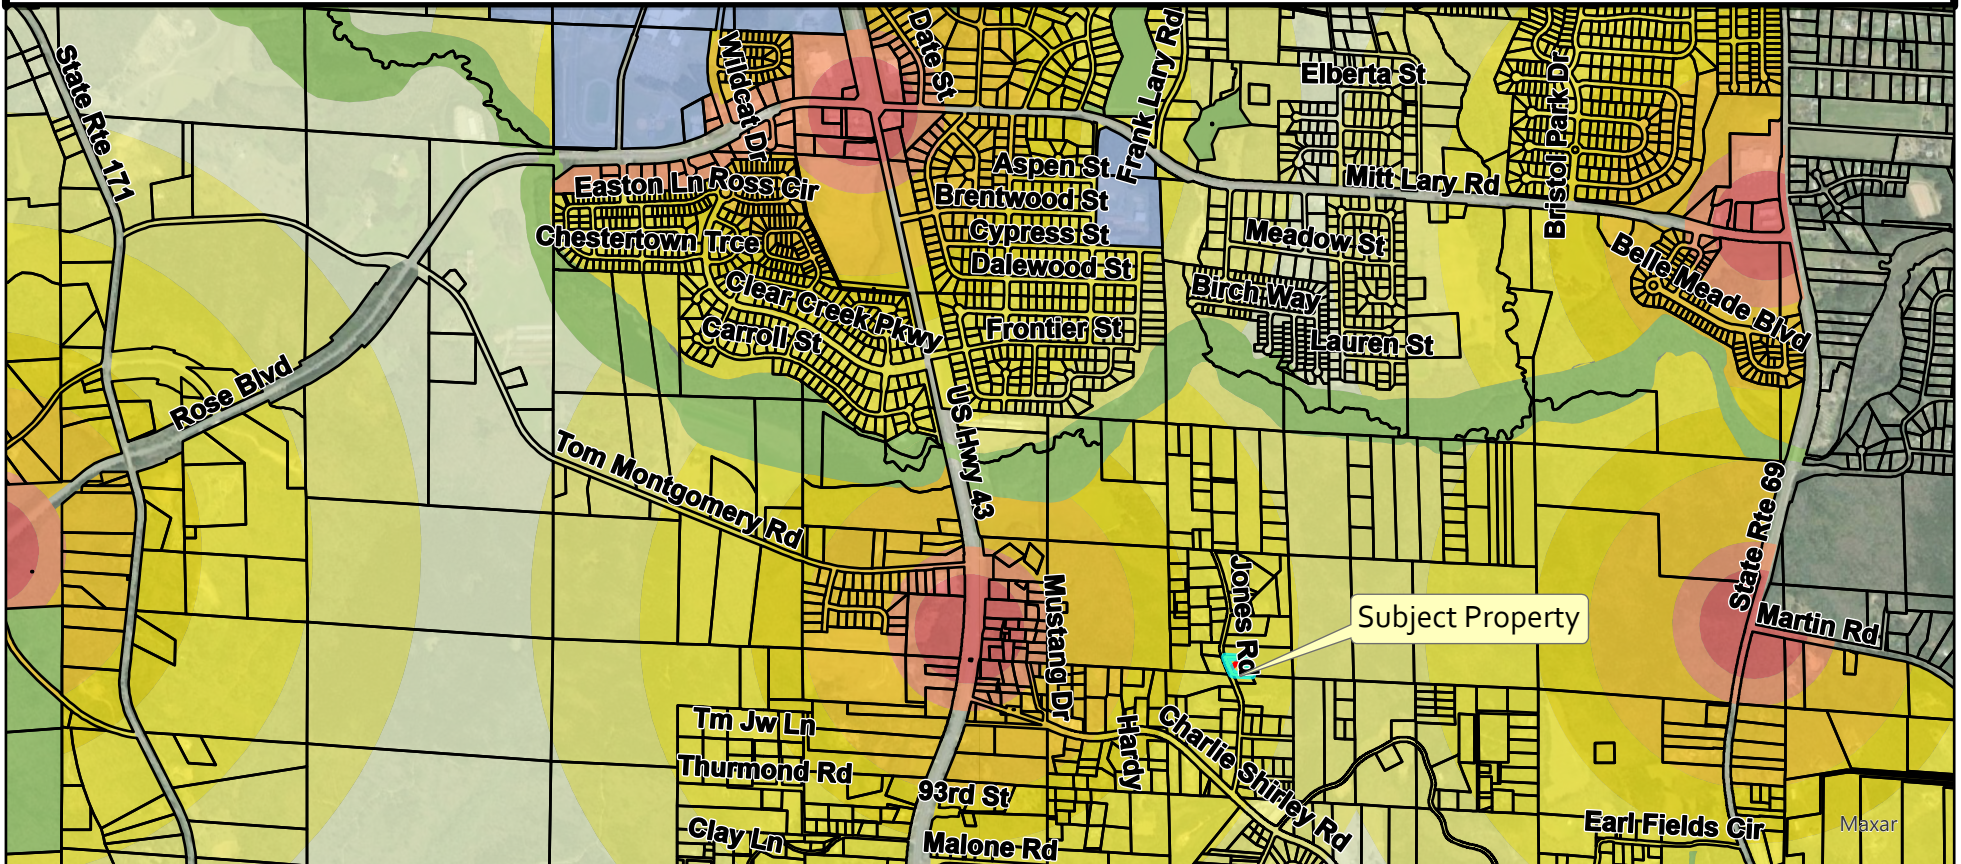 State Rte 171
Wildcat Dr
Date St
Frank Lary Rd
Elberta St
Bristol Park Dr
Aspen St
Easton Ln
Ross Cir
Brentwood St
Mitt Lary Rd
Chestertown Trce
Cypress St
Meadow St
Belle Meade Blvd
Dalewood St
Clear Creek Pkwy
Birch Way
Carroll St
Frontier St
Lauren St
Rose Blvd
US Hwy 43
Tom Montgomery Rd
State Rte 69
Jones Rd
Mustang Dr
Subject Property
Martin Rd
Tm Jw Ln
Hardy
Charlie Shirley Rd
Thurmond Rd
93rd St
Clay Ln
Malone Rd
Earl Fields Cir
Maxar